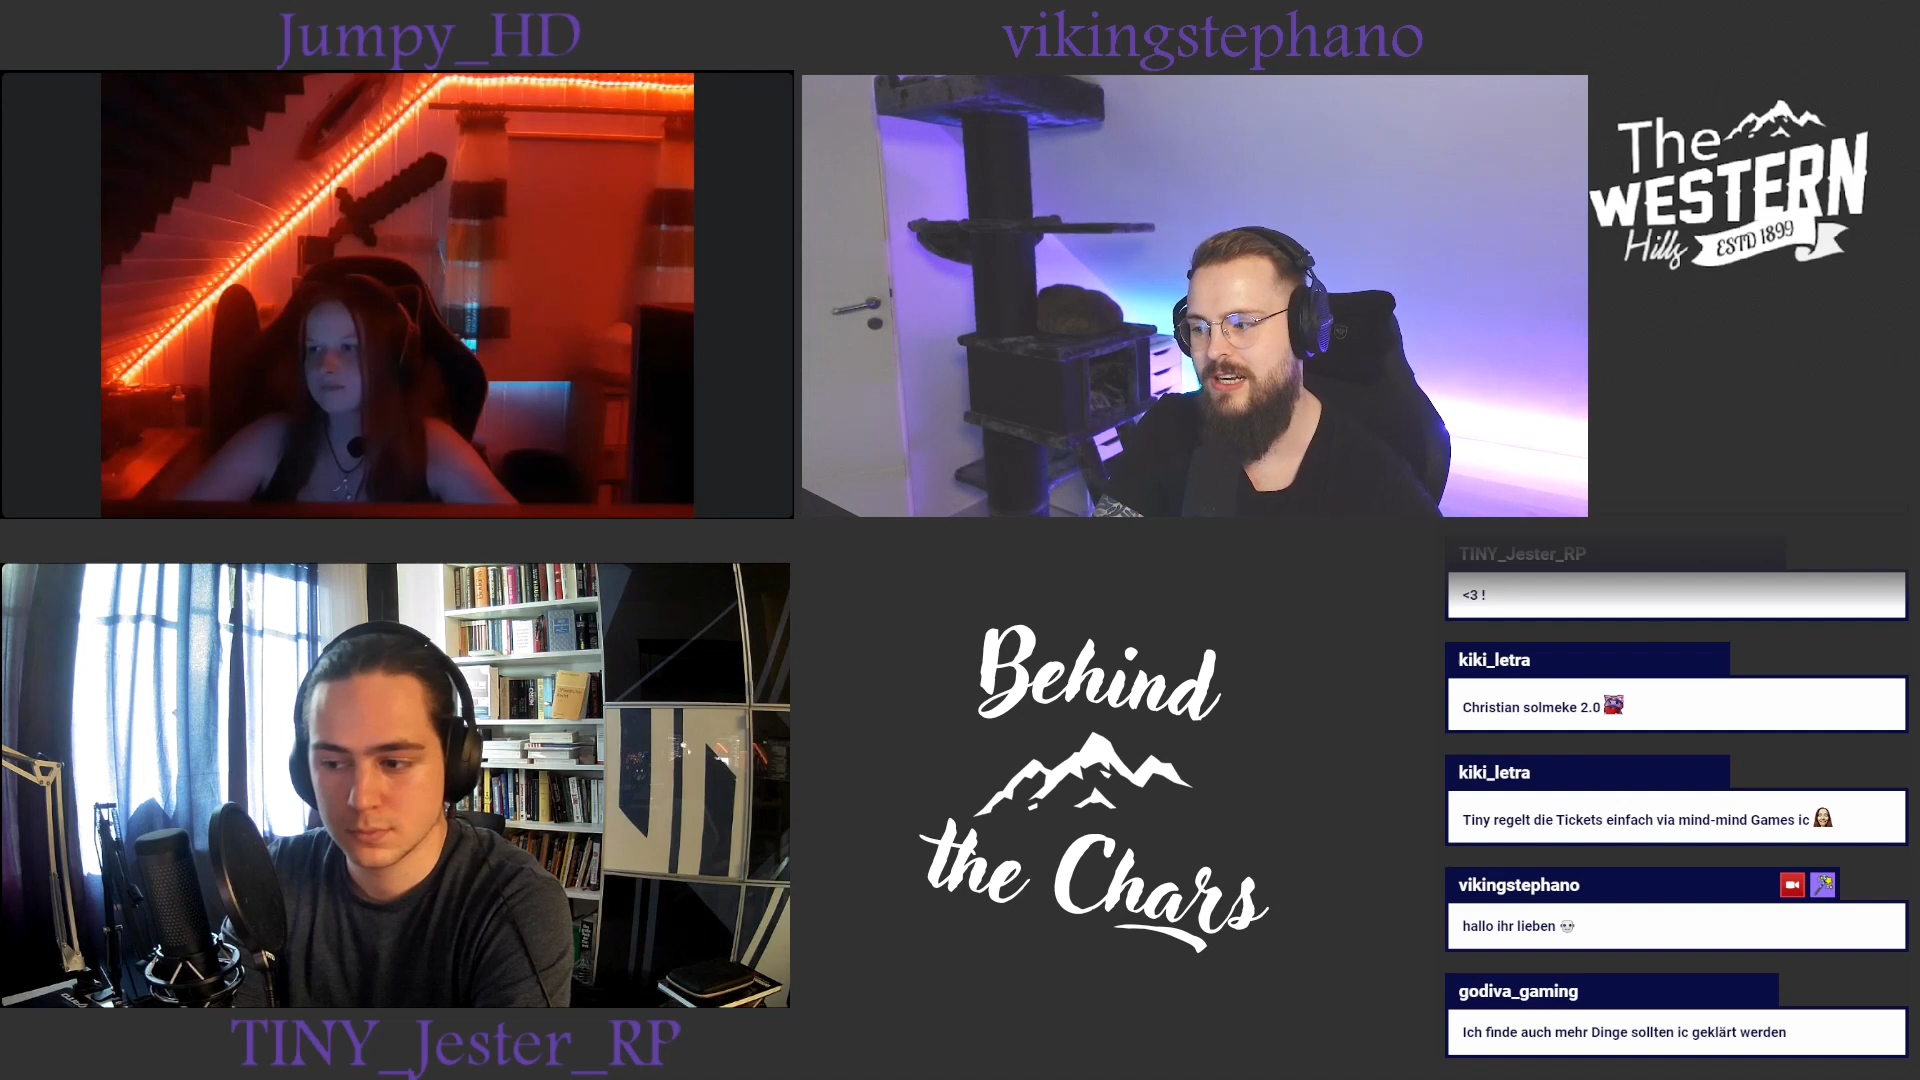 Jumpy_HD
vikingstephano
The
WESTERN
Hills
ESTD 1899
TINY_Jester_RP
<3 !
kiki_letra
Christian solmeke 2.0
kiki_letra
Tiny regelt die Tickets einfach via mind-mind Games ic
vikingstephano
hallo ihr lieben
godiva_gaming
Ich finde auch mehr Dinge sollten ic geklärt werden
Behind
the Chars
TINY_Jester_RP